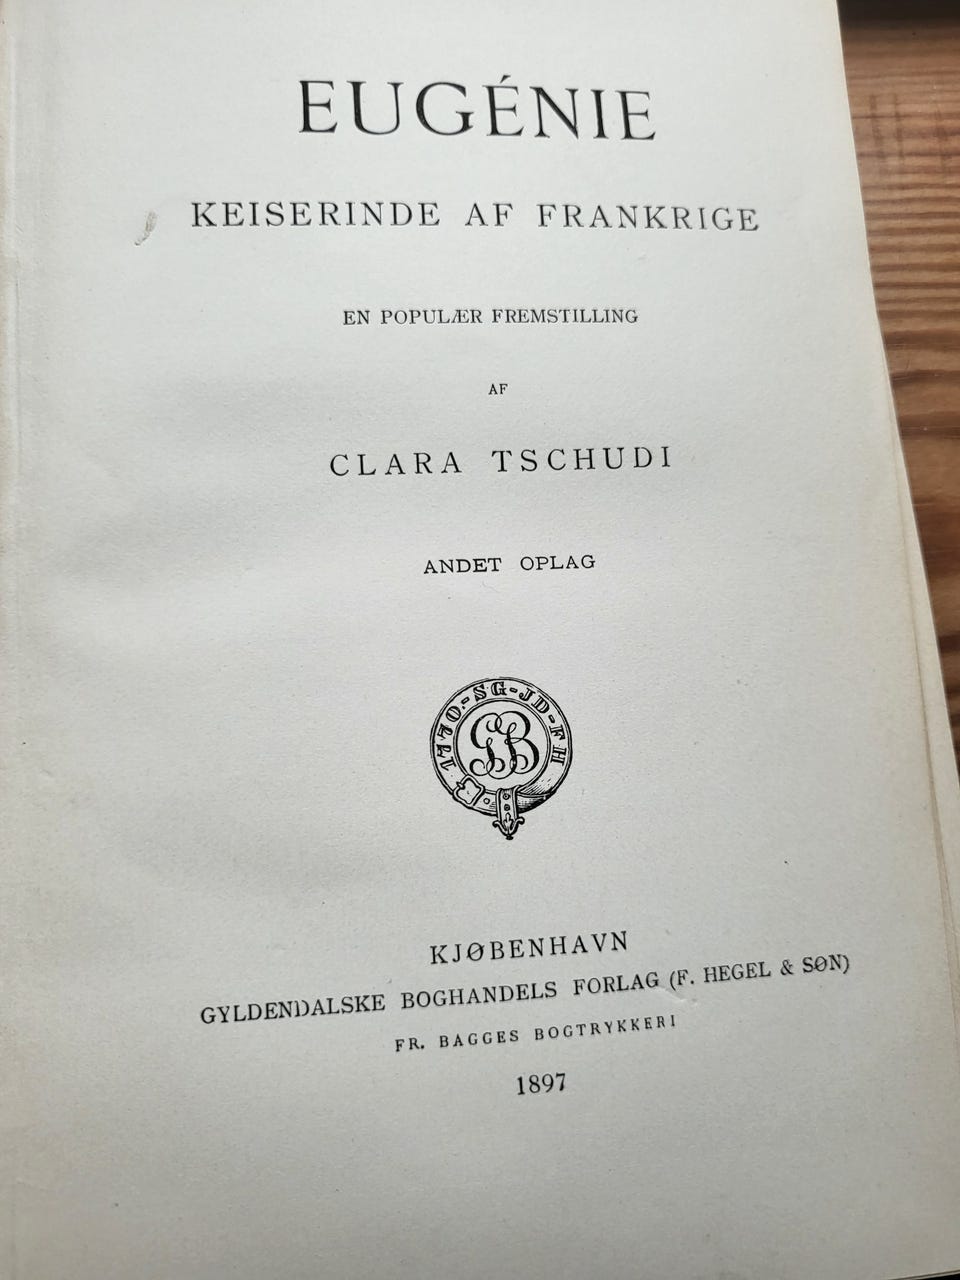 EUGÉNIE
KEISERINDE AF FRANKRIGE
EN POPULÆR FREMSTILLING
AF
CLARA TSCHUDI
ANDET OPLAG
1770.-SG-JD-FH
GB
KJØBENHAVN
GYLDENDALSKE BOGHANDELS FORLAG (F. HEGEL & SØN)
FR. BAGGES BOGTRYKKERI
1897